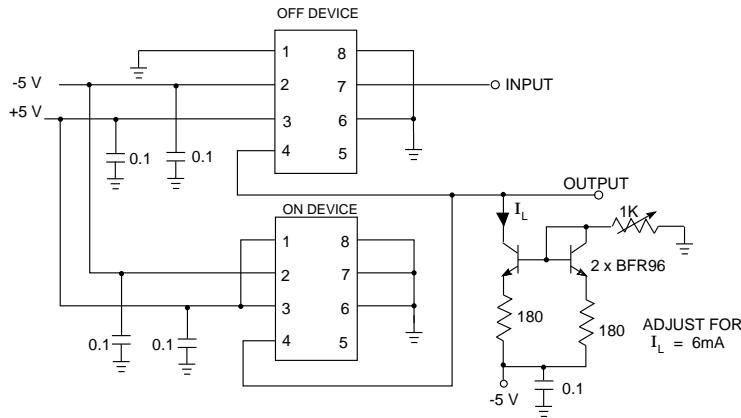 OFF DEVICE
1 8
-5 V 2 7 INPUT
+5 V 3 6
0.1 0.1 4 5
OUTPUT
ON DEVICE I_L 1K
1 8
2 7 2 x BFR96
3 6
0.1 0.1 4 5
180 180 ADJUST FOR
I_L = 6mA
-5 V 0.1